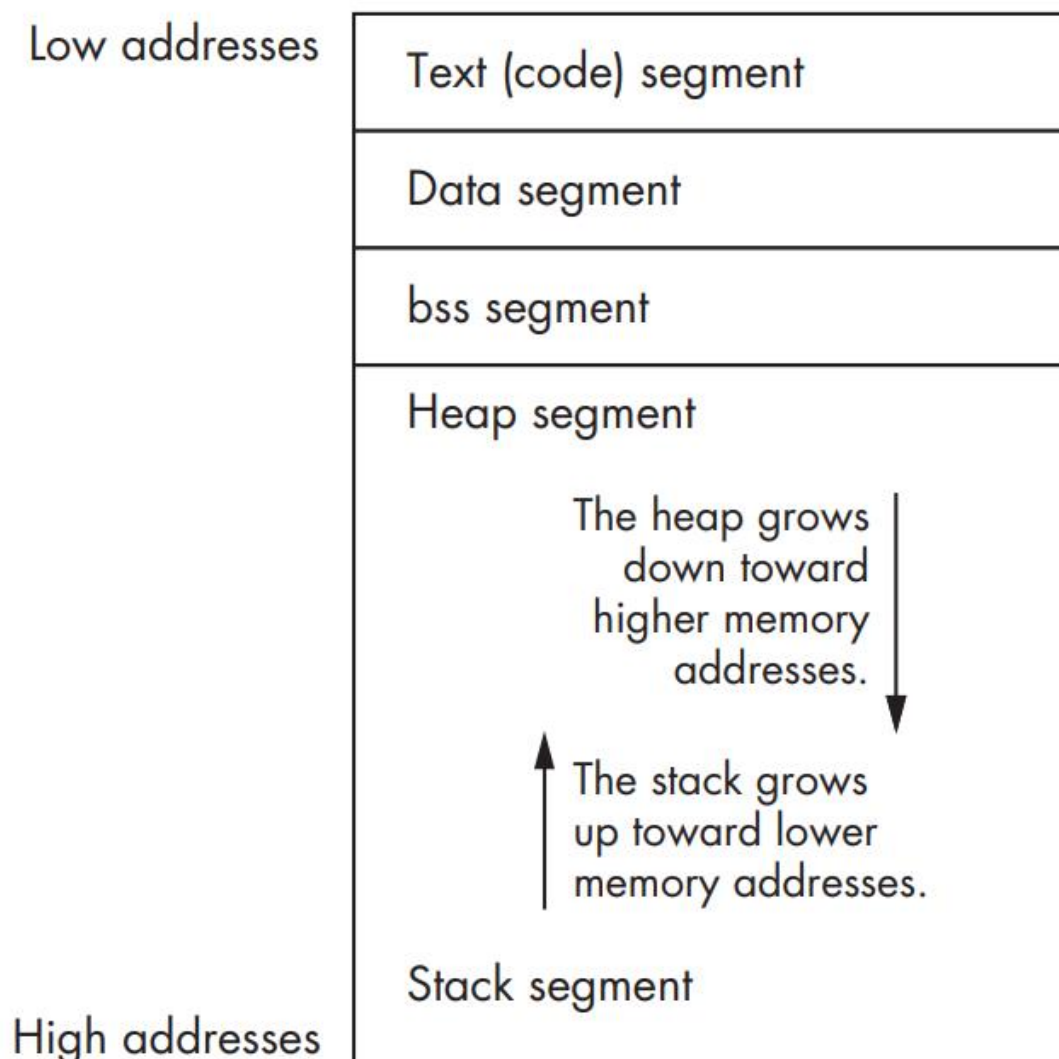 Low addresses
Text (code) segment
Data segment
bss segment
Heap segment
The heap grows
down toward
higher memory
addresses.
The stack grows
up toward lower
memory addresses.
Stack segment
High addresses